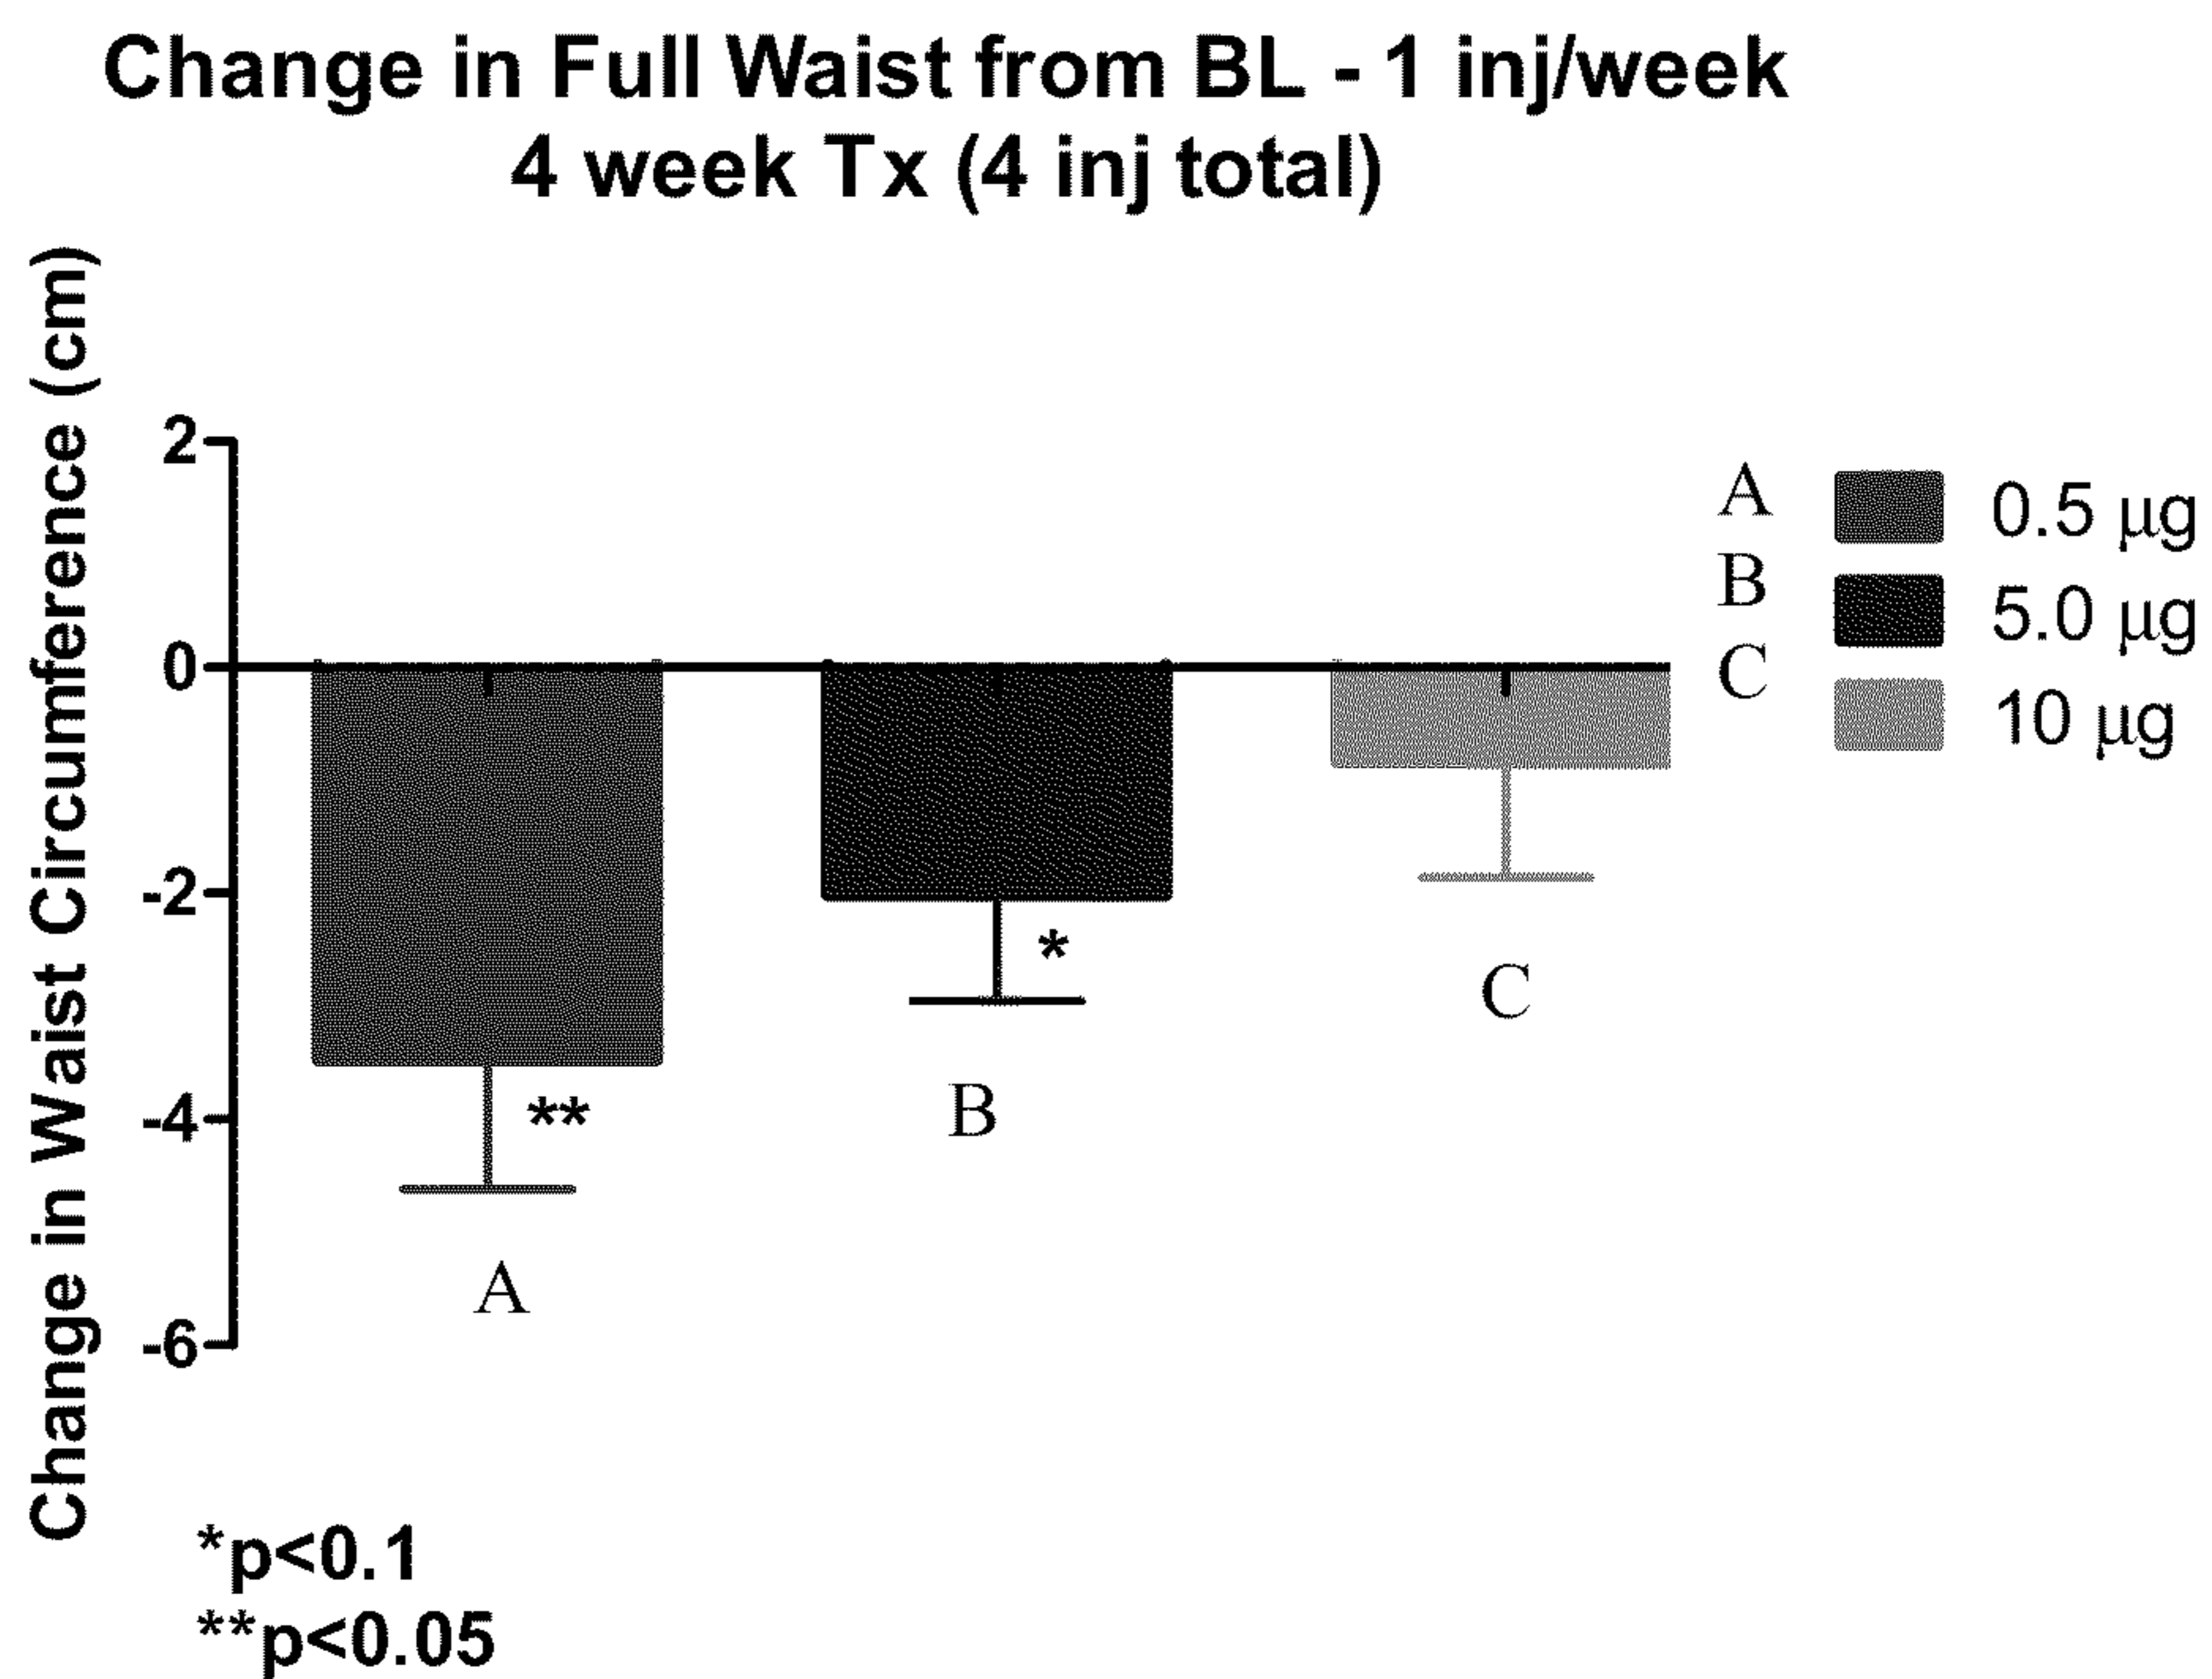 Change in Full Waist from BL - 1 inj/week
4 week Tx (4 inj total)
Change in Waist Circumference (cm)
2
0
-2
-4
-6
A 0.5 μg
B 5.0 μg
C 10 μg
**
*
A
B
C
*p<0.1
**p<0.05